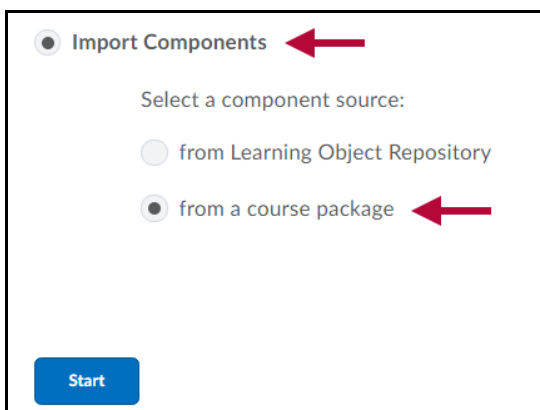 Import Components
Select a component source:
from Learning Object Repository
from a course package
Start